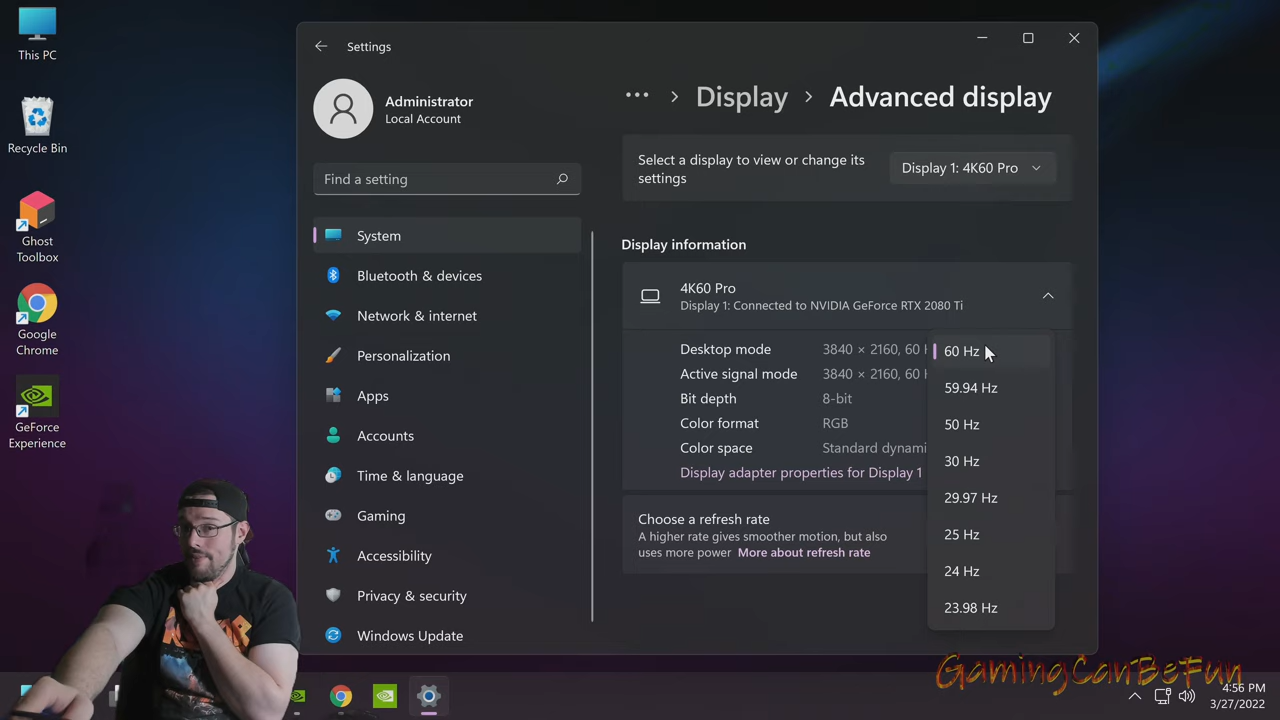 This PC
Recycle Bin
Ghost
Toolbox
Google
Chrome
GeForce
Experience
Settings
Administrator
Local Account
Find a setting
System
Bluetooth & devices
Network & internet
Personalization
Apps
Accounts
Time & language
Gaming
Accessibility
Privacy & security
Windows Update
••• > Display > Advanced display
Select a display to view or change its
settings
Display 1: 4K60 Pro
Display information
4K60 Pro
Display 1: Connected to NVIDIA GeForce RTX 2080 Ti
Desktop mode 3840 × 2160, 60
Active signal mode 3840 × 2160, 60
Bit depth 8-bit
Color format RGB
Color space Standard dynami
Display adapter properties for Display 1
Choose a refresh rate
A higher rate gives smoother motion, but also
uses more power More about refresh rate
60 Hz
59.94 Hz
50 Hz
30 Hz
29.97 Hz
25 Hz
24 Hz
23.98 Hz
GamingCanBeFun
4:56 PM
3/27/2022